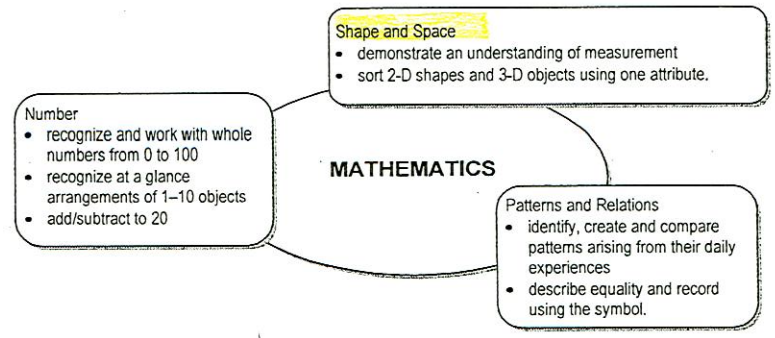 Shape and Space
• demonstrate an understanding of measurement
• sort 2-D shapes and 3-D objects using one attribute.
Number
• recognize and work with whole
numbers from 0 to 100
• recognize at a glance
arrangements of 1–10 objects
• add/subtract to 20
MATHEMATICS
Patterns and Relations
• identify, create and compare
patterns arising from their daily
experiences
• describe equality and record
using the symbol.